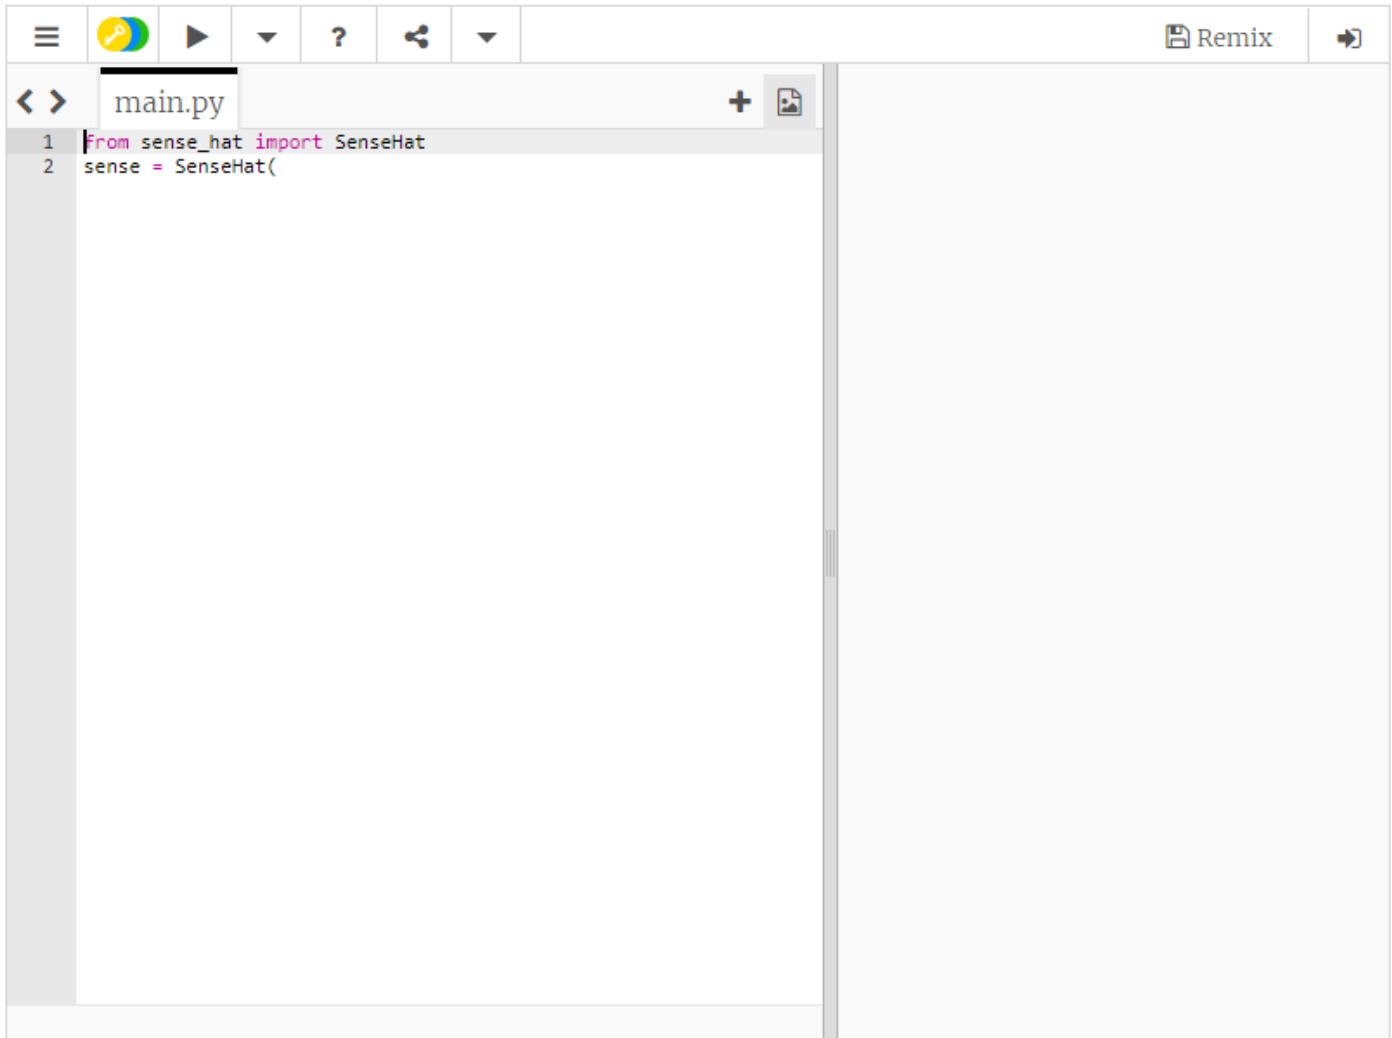 ? Remix
main.py
1 from sense_hat import SenseHat
2 sense = SenseHat(